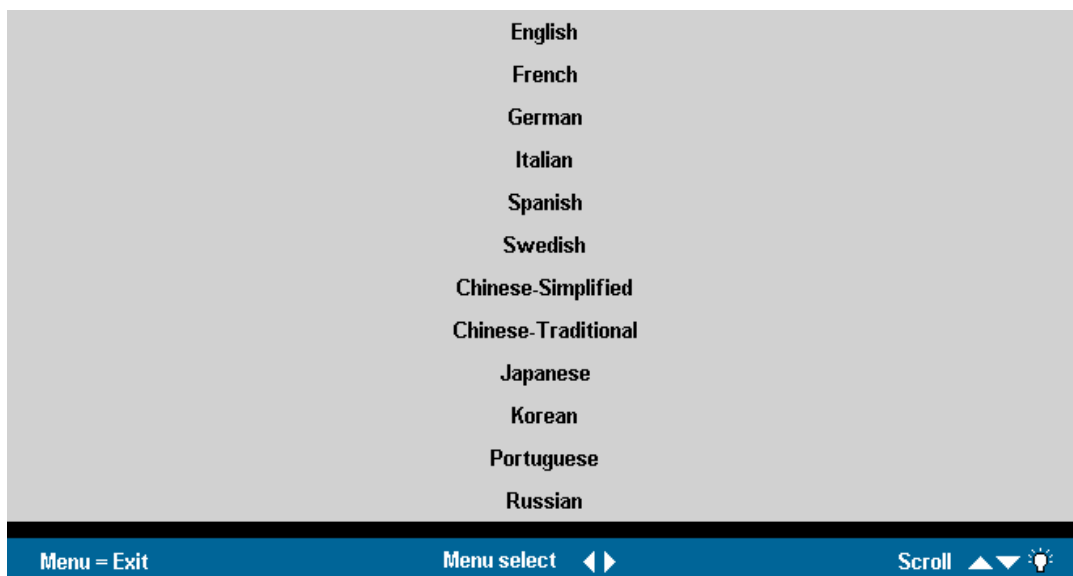 English
French
German
Italian
Spanish
Swedish
Chinese-Simplified
Chinese-Traditional
Japanese
Korean
Portuguese
Russian
Menu = Exit Menu select Scroll